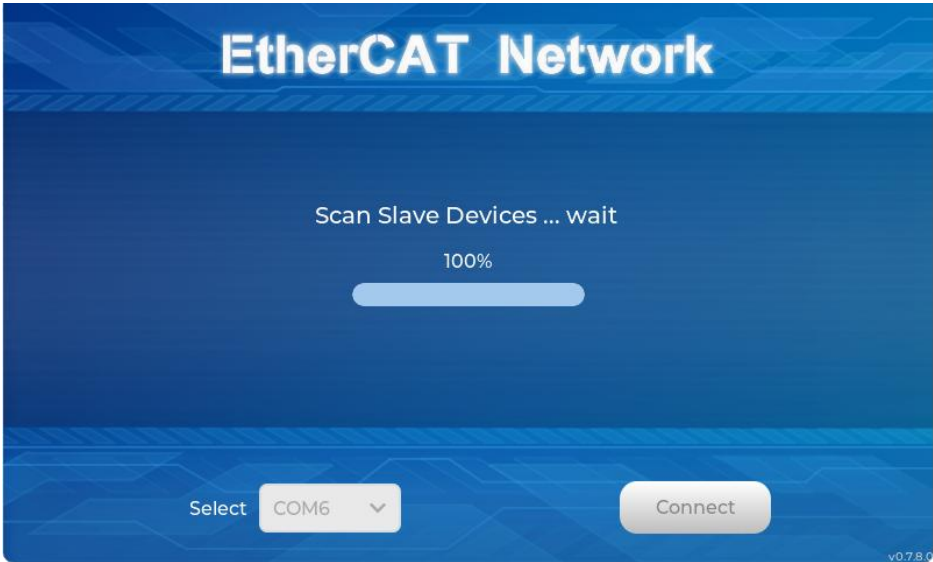 EtherCAT Network
Scan Slave Devices ... wait
100%
Select COM6 Connect
v0.7.8.0